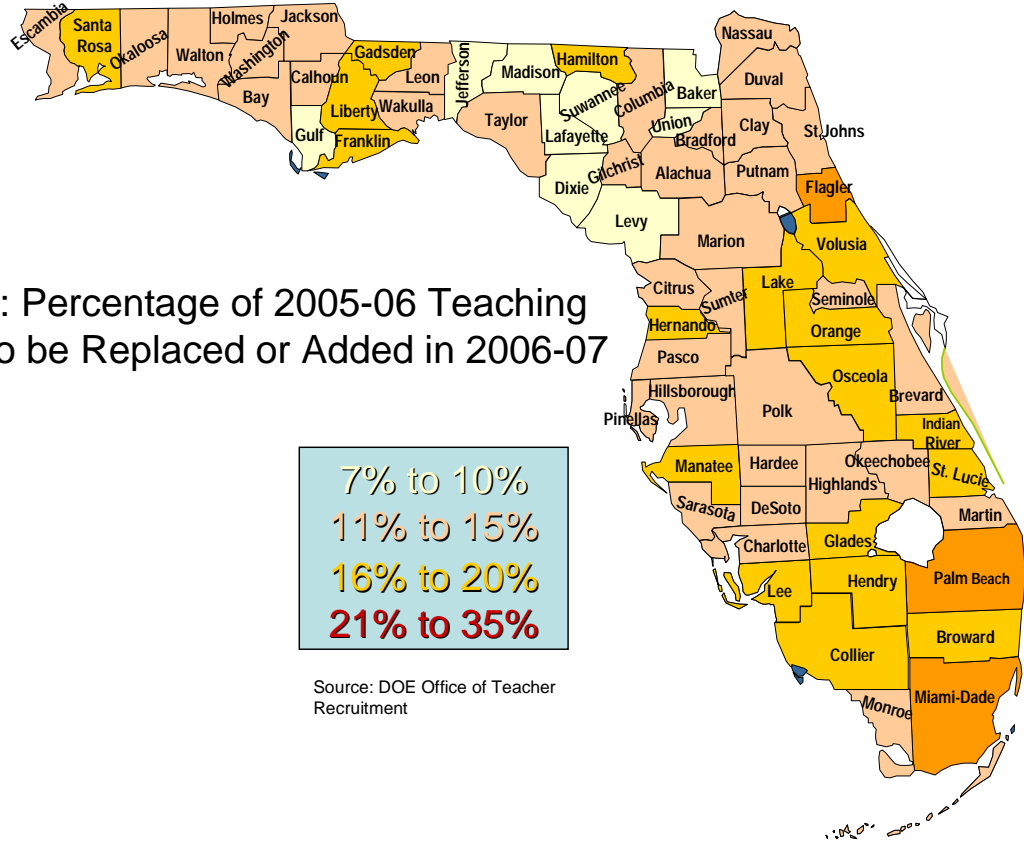 Escambia
Santa
Rosa
Okaloosa
Walton
Holmes
Washington
Jackson
Bay
Calhoun
Gulf
Gadsden
Liberty
Franklin
Leon
Wakulla
Jefferson
Madison
Taylor
Hamilton
Suwannee
Lafayette
Dixie
Columbia
Baker
Union
Bradford
Gilchrist
Alachua
Levy
Nassau
Duval
Clay
St.Johns
Putnam
Flagler
Marion
Volusia
Citrus
Sumter
Lake
Seminole
Hernando
Orange
Pasco
Osceola
Hillsborough
Pinellas
Polk
Brevard
Indian
River
Manatee
Hardee
Okeechobee
St. Lucie
Highlands
Sarasota
DeSoto
Martin
Charlotte
Glades
Lee
Hendry
Palm Beach
Collier
Broward
Monroe
Miami-Dade
: Percentage of 2005-06 Teaching
o be Replaced or Added in 2006-07
7% to 10%
11% to 15%
16% to 20%
21% to 35%
Source: DOE Office of Teacher
Recruitment